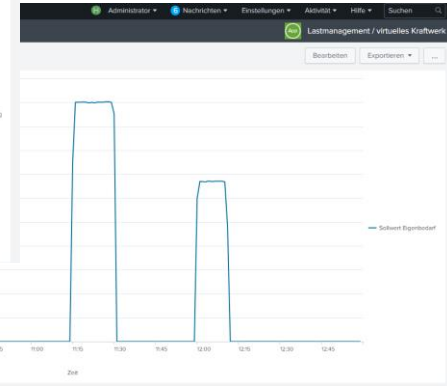 Administrator Nachrichten Einstellungen Aktivität Hilfe Suchen
App Lastmanagement / virtuelles Kraftwerk
Bearbeiten Exportieren ...
Sollwert Eigenbedarf
11:00 11:15 11:30 11:45 12:00 12:15 12:30 12:45
Zeit